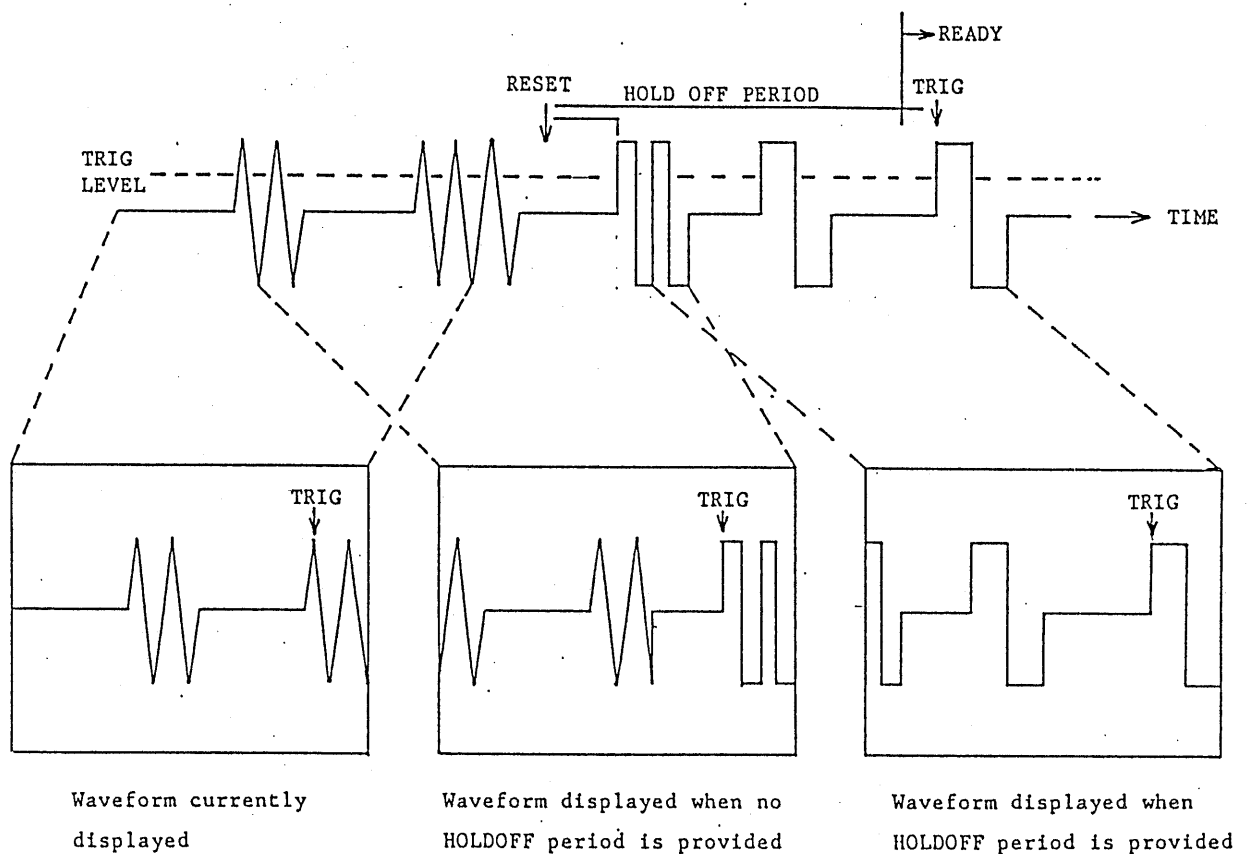 READY
RESET
HOLD OFF PERIOD
TRIG
TRIG
LEVEL
TIME
TRIG
TRIG
TRIG
Waveform currently
displayed
Waveform displayed when no
HOLDOFF period is provided
Waveform displayed when
HOLDOFF period is provided